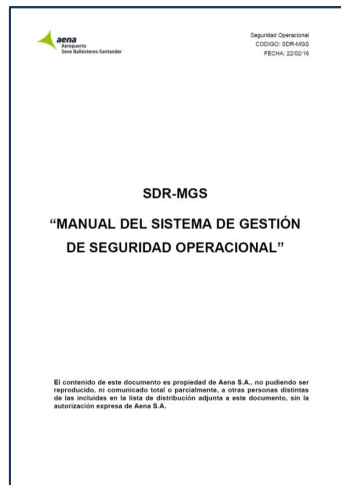 aena
Aeropuerto
Seve Ballesteros-Santander
Seguridad Operacional
CODIGO: SDR-MGS
FECHA: 22/02/16
SDR-MGS
“MANUAL DEL SISTEMA DE GESTIÓN
DE SEGURIDAD OPERACIONAL”
El contenido de este documento es propiedad de Aena S.A., no pudiendo ser
reproducido, ni comunicado total o parcialmente, a otras personas distintas
de las incluidas en la lista de distribución adjunta a este documento, sin la
autorización expresa de Aena S.A.